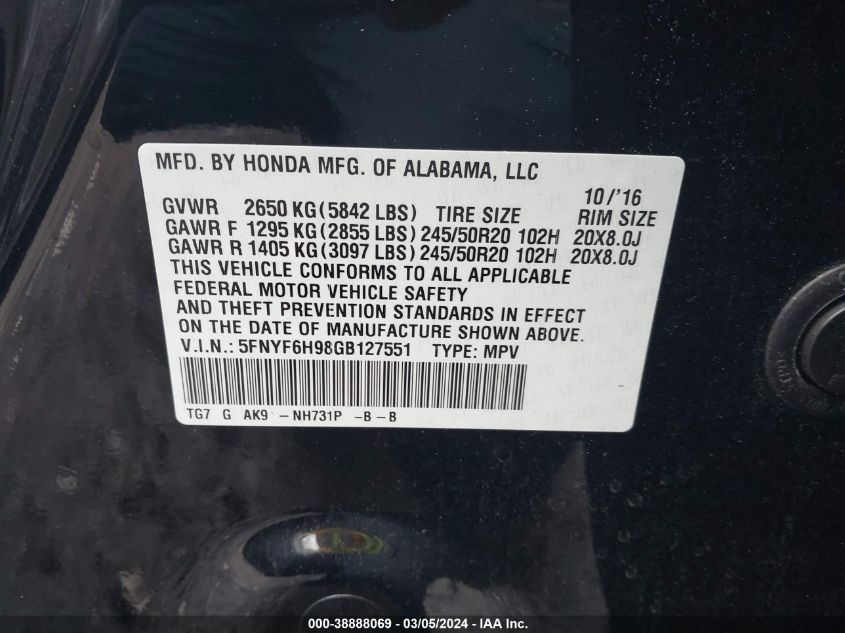 MFD. BY HONDA MFG. OF ALABAMA, LLC
10/'16
GVWR 2650 KG(5842 LBS) TIRE SIZE RIM SIZE
GAWR F 1295 KG(2855 LBS) 245/50R20 102H 20X8.0J
GAWR R 1405 KG(3097 LBS) 245/50R20 102H 20X8.0J
THIS VEHICLE CONFORMS TO ALL APPLICABLE
FEDERAL MOTOR VEHICLE SAFETY
AND THEFT PREVENTION STANDARDS IN EFFECT
ON THE DATE OF MANUFACTURE SHOWN ABOVE.
V.I.N.: 5FNYF6H98GB127551 TYPE: MPV
TG7 G AK9 -NH731P -B-B
000-38888069 - 03/05/2024 - IAA Inc.